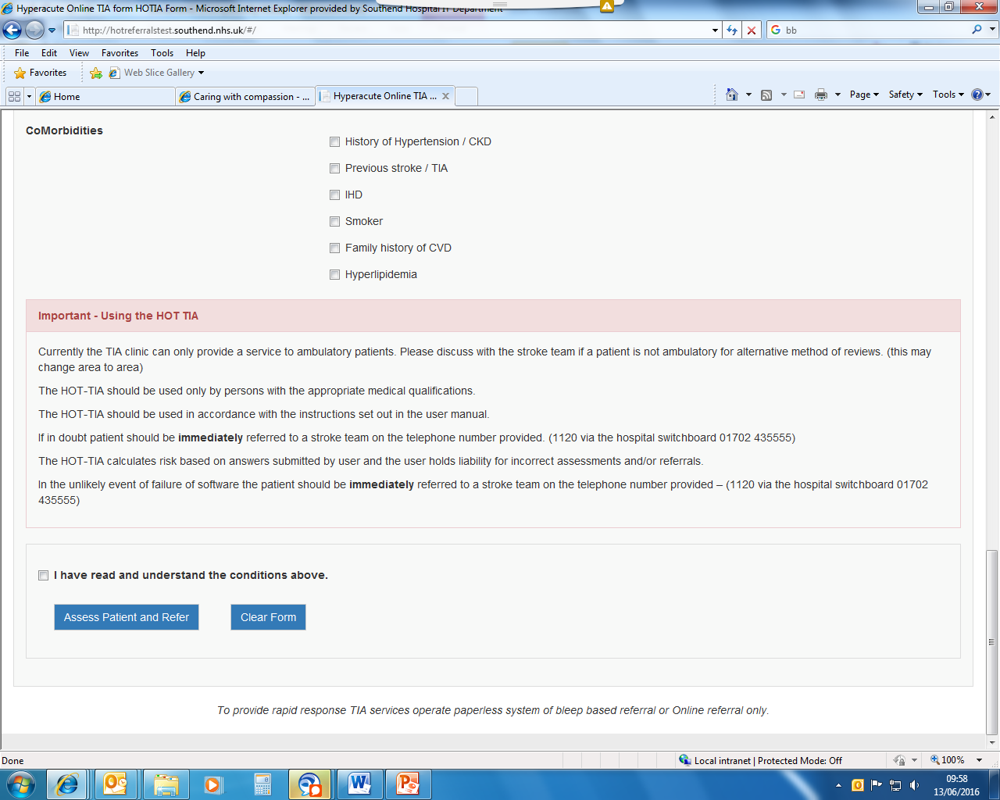 Hyperacute Online TIA form HOTIA Form - Microsoft Internet Explorer provided by Southend Hospital IT Department
http://hotreferralstest.southend.nhs.uk/#/
bb
File Edit View Favorites Tools Help
Favorites Web Slice Gallery
Home Caring with compassion - ... Hyperacute Online TIA ... Page Safety Tools
CoMorbidities
History of Hypertension / CKD
Previous stroke / TIA
IHD
Smoker
Family history of CVD
Hyperlipidemia
Important - Using the HOT TIA
Currently the TIA clinic can only provide a service to ambulatory patients. Please discuss with the stroke team if a patient is not ambulatory for alternative method of reviews. (this may
change area to area)
The HOT-TIA should be used only by persons with the appropriate medical qualifications.
The HOT-TIA should be used in accordance with the instructions set out in the user manual.
If in doubt patient should be immediately referred to a stroke team on the telephone number provided. (1120 via the hospital switchboard 01702 435555)
The HOT-TIA calculates risk based on answers submitted by user and the user holds liability for incorrect assessments and/or referrals.
In the unlikely event of failure of software the patient should be immediately referred to a stroke team on the telephone number provided – (1120 via the hospital switchboard 01702
435555)
I have read and understand the conditions above.
Assess Patient and Refer Clear Form
To provide rapid response TIA services operate paperless system of bleep based referral or Online referral only.
Done Local intranet | Protected Mode: Off 100%
09:58
13/06/2016